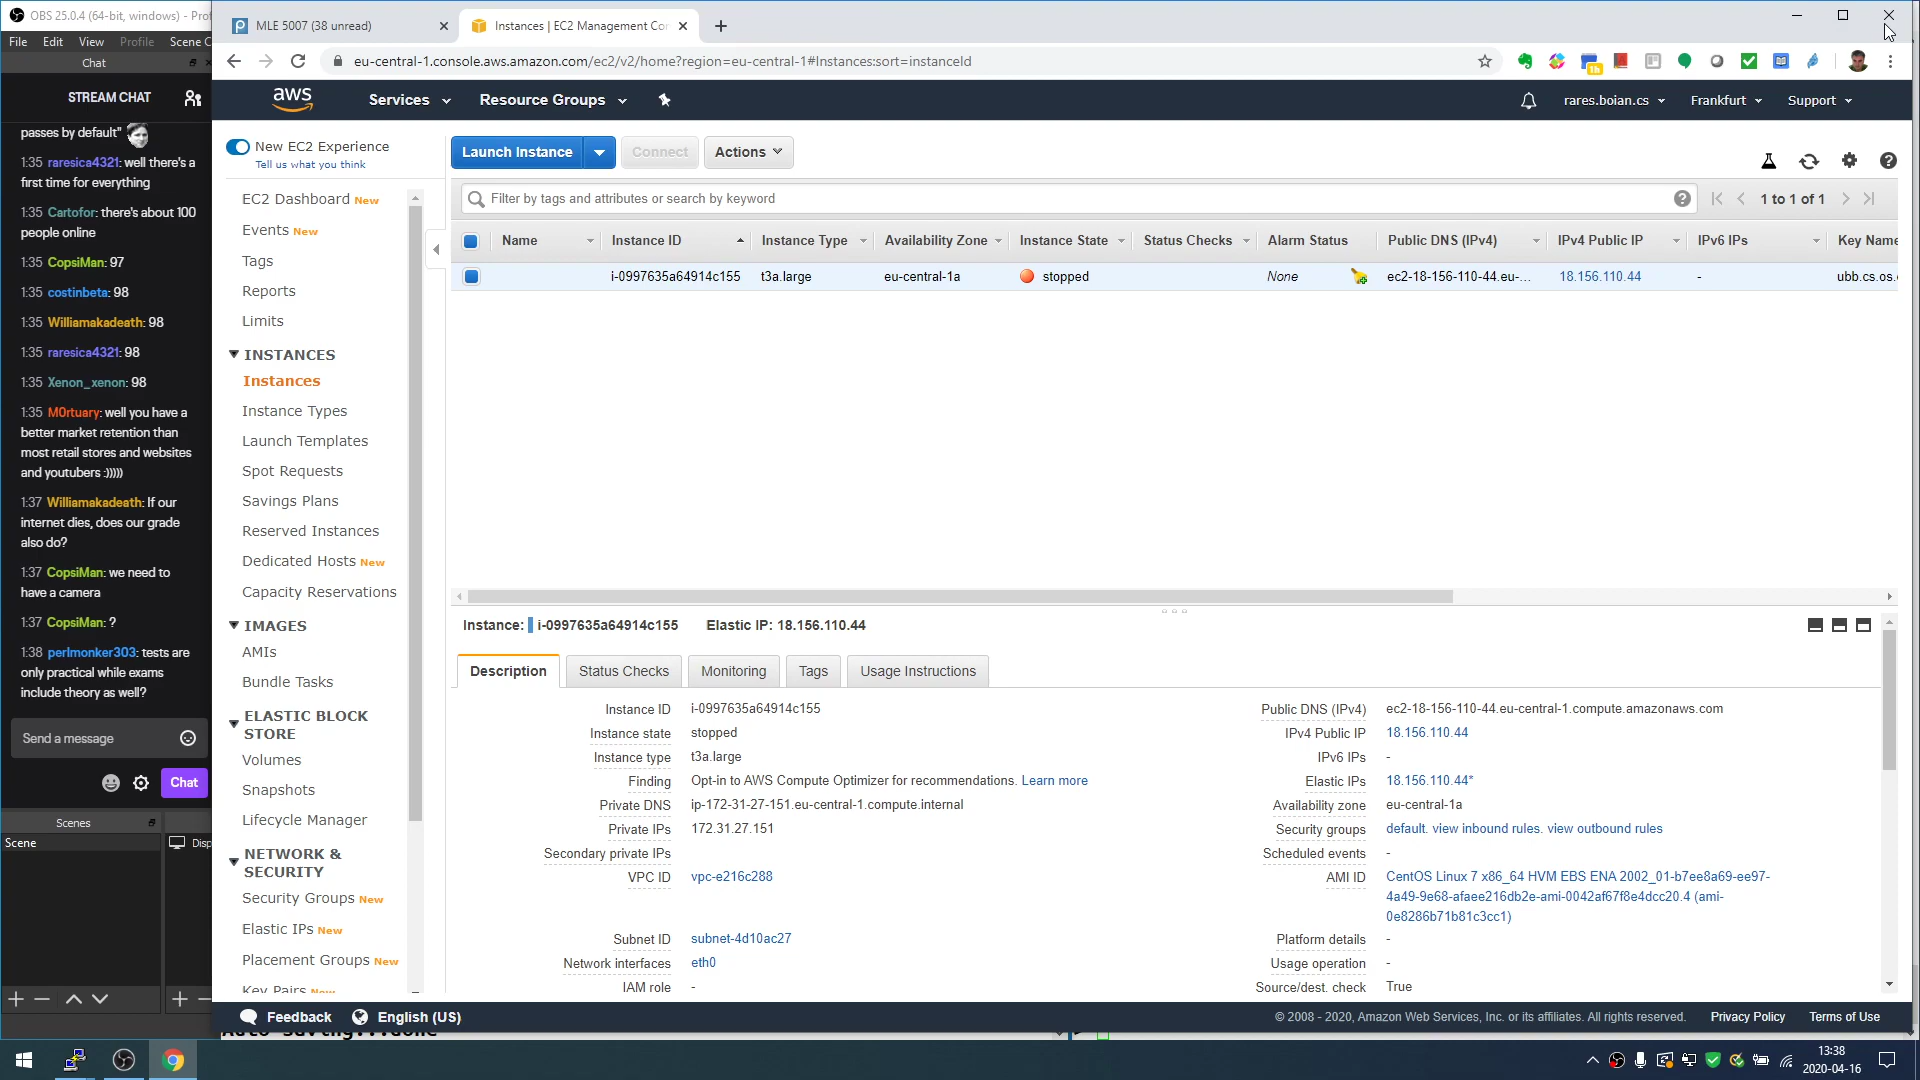 OBS 25.0.4 (64-bit, windows) - Prof
File Edit View Profile Scene C
Chat
STREAM CHAT
passes by default"
1:35 raresica4321: well there's a
first time for everything
1:35 Cartofor: there's about 100
people online
1:35 CopsiMan: 97
1:35 costinbeta: 98
1:35 Williamakadeath: 98
1:35 raresica4321: 98
1:35 Xenon_xenon: 98
1:35 M0rtuary: well you have a
better market retention than
most retail stores and websites
and youtubers :)))))
1:37 Williamakadeath: If our
internet dies, does our grade
also do?
1:37 CopsiMan: we need to
have a camera
1:37 CopsiMan: ?
1:38 perlmonker303: tests are
only practical while exams
include theory as well?
Send a message
Chat
Scenes
Scene
Disp
MLE 5007 (38 unread)
Instances | EC2 Management Con
eu-central-1.console.aws.amazon.com/ec2/v2/home?region=eu-central-1#Instances:sort=instanceId
1h
aws
Services
Resource Groups
rares.boian.cs
Frankfurt
Support
New EC2 Experience
Tell us what you think
EC2 Dashboard New
Events New
Tags
Reports
Limits
INSTANCES
Instances
Instance Types
Launch Templates
Spot Requests
Savings Plans
Reserved Instances
Dedicated Hosts New
Capacity Reservations
IMAGES
AMIs
Bundle Tasks
ELASTIC BLOCK
STORE
Volumes
Snapshots
Lifecycle Manager
NETWORK &
SECURITY
Security Groups New
Elastic IPs New
Placement Groups New
Key Pairs New
Launch Instance
Connect
Actions
Filter by tags and attributes or search by keyword
1 to 1 of 1
Name Instance ID Instance Type Availability Zone Instance State Status Checks Alarm Status Public DNS (IPv4) IPv4 Public IP IPv6 IPs Key Name
i-0997635a64914c155 t3a.large eu-central-1a stopped None ec2-18-156-110-44.eu-... 18.156.110.44 - ubb.cs.os.
Instance: i-0997635a64914c155 Elastic IP: 18.156.110.44
Description Status Checks Monitoring Tags Usage Instructions
Instance ID i-0997635a64914c155
Instance state stopped
Instance type t3a.large
Finding Opt-in to AWS Compute Optimizer for recommendations. Learn more
Private DNS ip-172-31-27-151.eu-central-1.compute.internal
Private IPs 172.31.27.151
Secondary private IPs
VPC ID vpc-e216c288
Subnet ID subnet-4d10ac27
Network interfaces eth0
IAM role -
Public DNS (IPv4) ec2-18-156-110-44.eu-central-1.compute.amazonaws.com
IPv4 Public IP 18.156.110.44
IPv6 IPs -
Elastic IPs 18.156.110.44*
Availability zone eu-central-1a
Security groups default. view inbound rules. view outbound rules
Scheduled events -
AMI ID CentOS Linux 7 x86_64 HVM EBS ENA 2002_01-b7ee8a69-ee97-
4a49-9e68-afaee216db2e-ami-0042af67f8e4dcc20.4 (ami-
0e8286b71b81c3cc1)
Platform details -
Usage operation -
Source/dest. check True
Feedback
English (US)
© 2008 - 2020, Amazon Web Services, Inc. or its affiliates. All rights reserved.
Privacy Policy
Terms of Use
Auto saving...done
13:38
2020-04-16